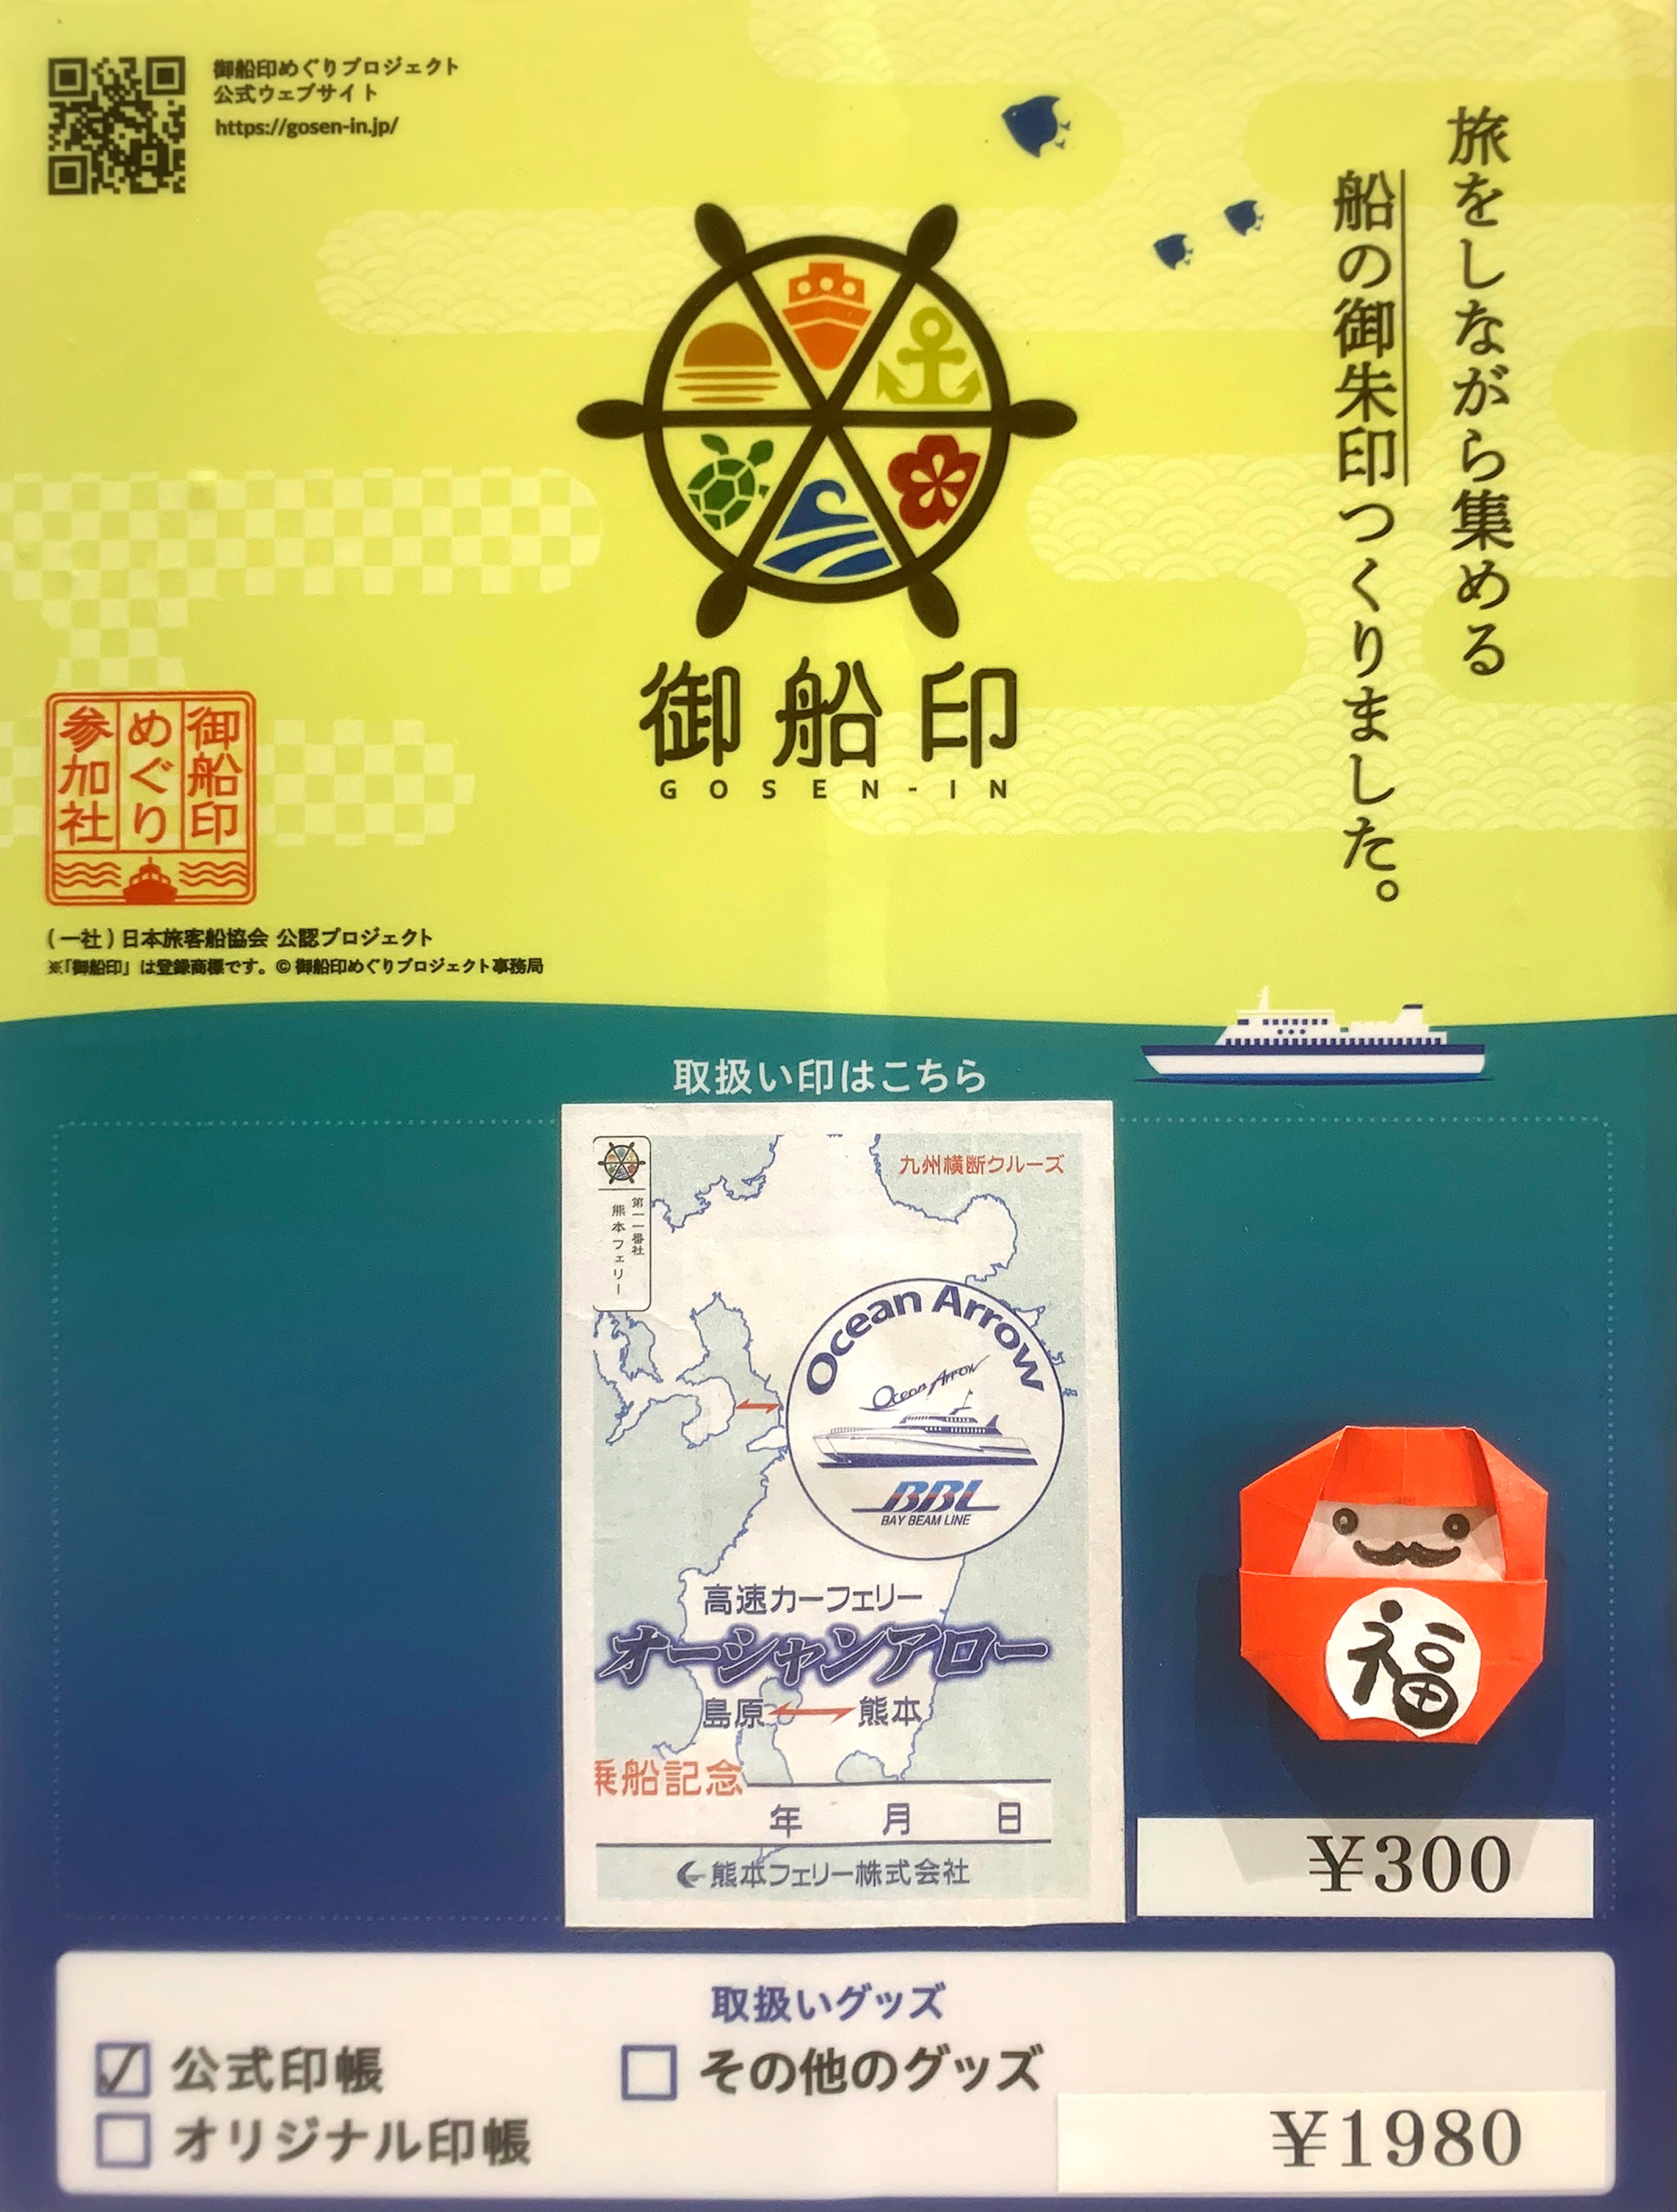 御船印めぐりプロジェクト
公式ウェブサイト
https://gosen-in.jp/
旅をしながら集める
船の御朱印つくりました。
御船印
GOSEN-IN
御船印
めぐり
参加社
(一社)日本旅客船協会 公認プロジェクト
※「御船印」は登録商標です。© 御船印めぐりプロジェクト事務局
取扱い印はこちら
第一一番社
熊本フェリー
九州横断クルーズ
Ocean Arrow
Ocean Arrow
BBL
BAY BEAM LINE
高速カーフェリー
オーシャンアロー
島原 熊本
乗船記念
年 月 日
熊本フェリー株式会社
福
¥300
取扱いグッズ
公式印帳
その他のグッズ
オリジナル印帳
¥1980